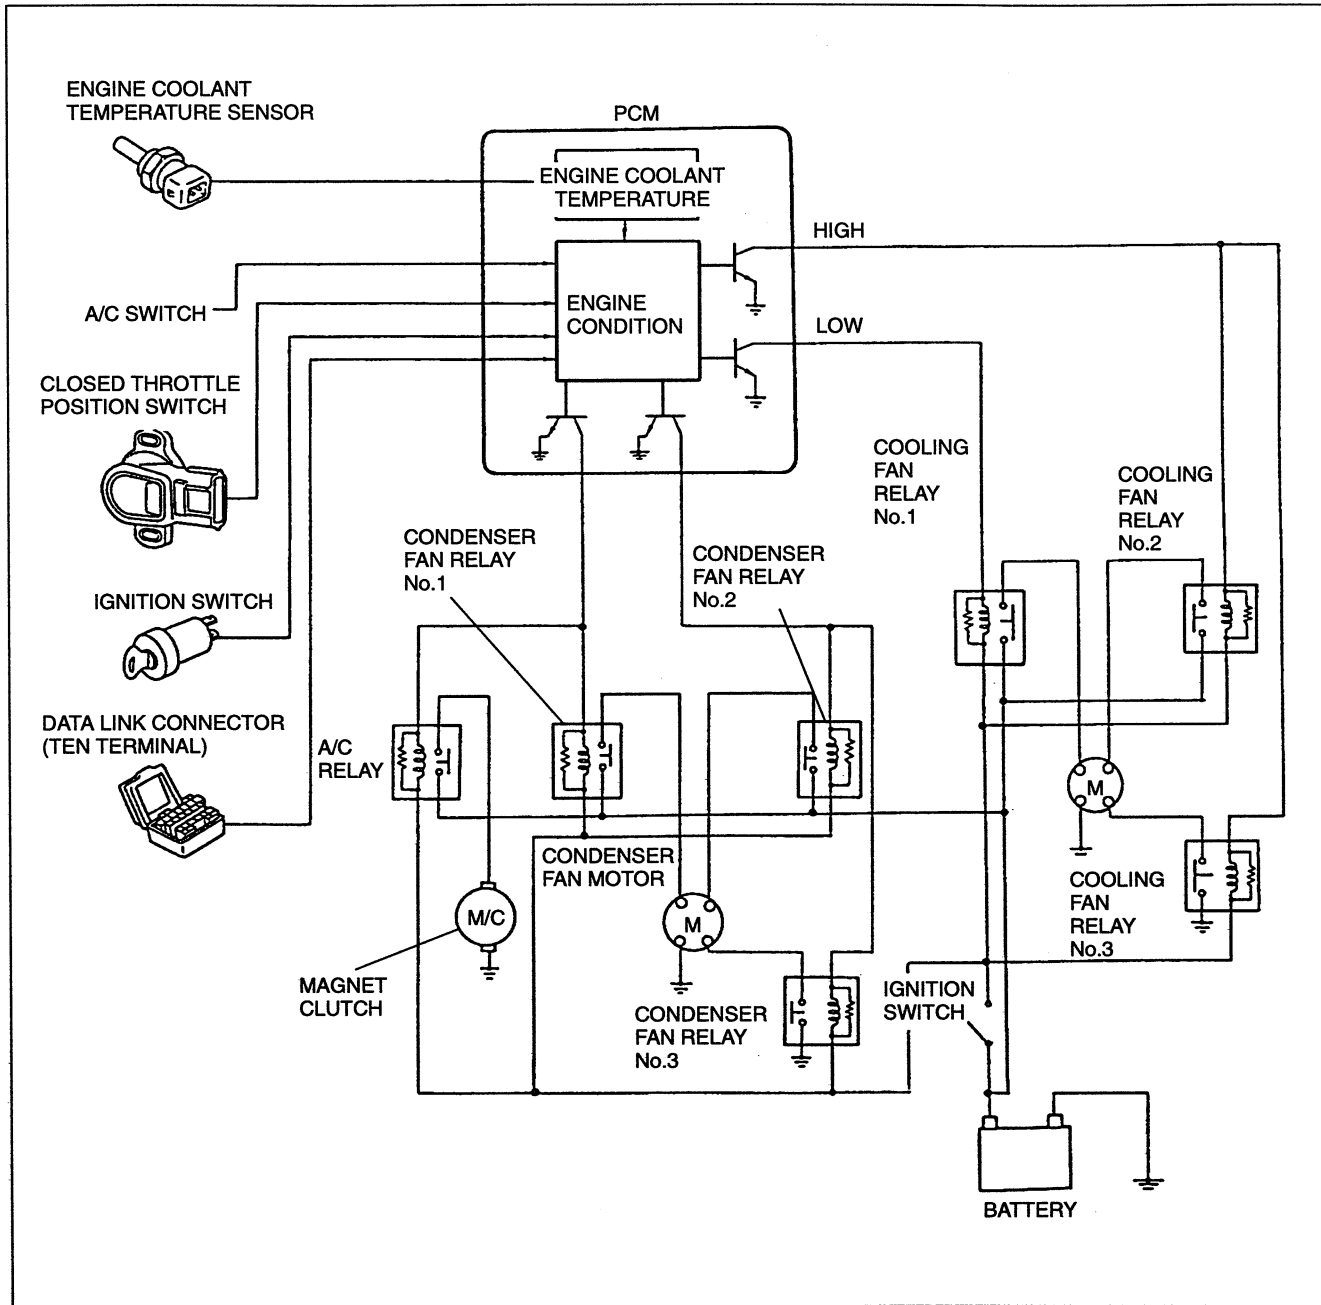 ENGINE COOLANT
TEMPERATURE SENSOR
PCM
ENGINE COOLANT
TEMPERATURE
HIGH
A/C SWITCH
ENGINE
CONDITION
LOW
CLOSED THROTTLE
POSITION SWITCH
COOLING
FAN
RELAY
No.1
COOLING
FAN
RELAY
No.2
CONDENSER
FAN RELAY
No.1
CONDENSER
FAN RELAY
No.2
IGNITION SWITCH
DATA LINK CONNECTOR
(TEN TERMINAL)
A/C
RELAY
M
CONDENSER
FAN MOTOR
COOLING
FAN
RELAY
No.3
M/C
M
MAGNET
CLUTCH
IGNITION
SWITCH
CONDENSER
FAN RELAY
No.3
BATTERY